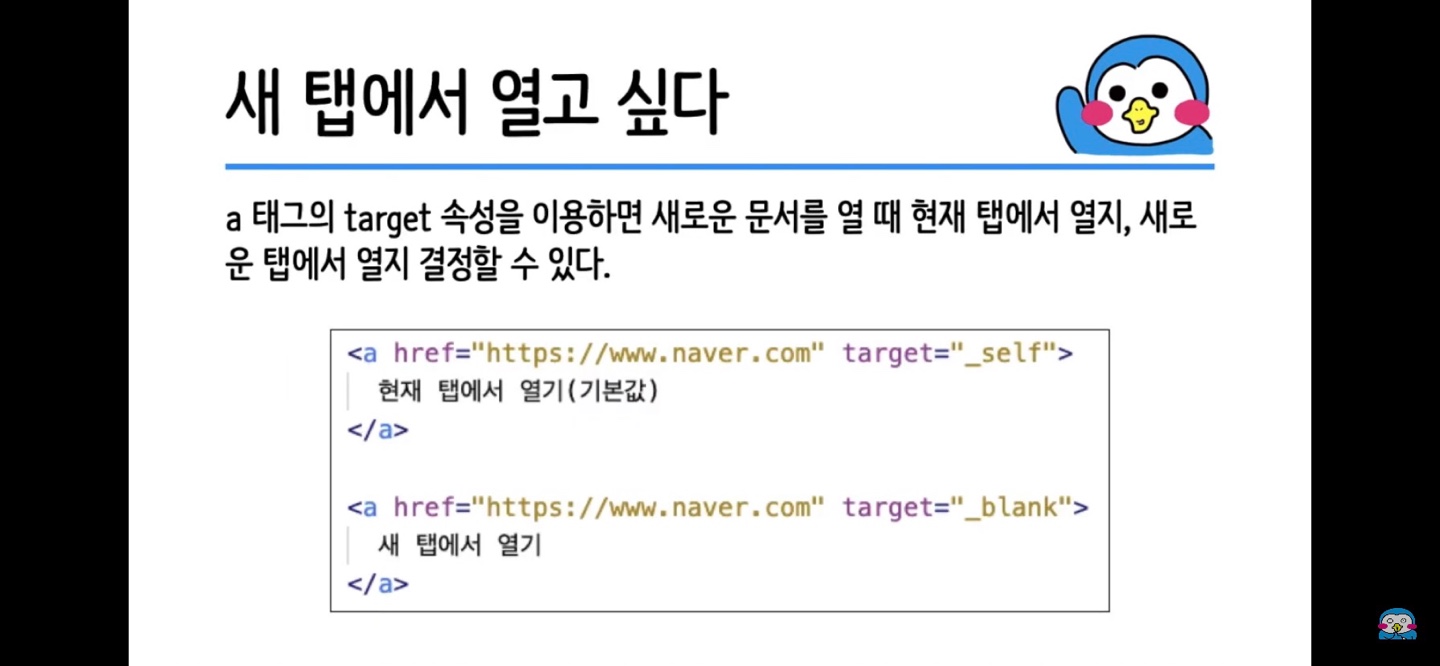 새 탭에서 열고 싶다
a 태그의 target 속성을 이용하면 새로운 문서를 열 때 현재 탭에서 열지, 새로
운 탭에서 열지 결정할 수 있다.
<a href="https://www.naver.com" target="_self">
현재 탭에서 열기(기본값)
</a>
<a href="https://www.naver.com" target="_blank">
새 탭에서 열기
</a>